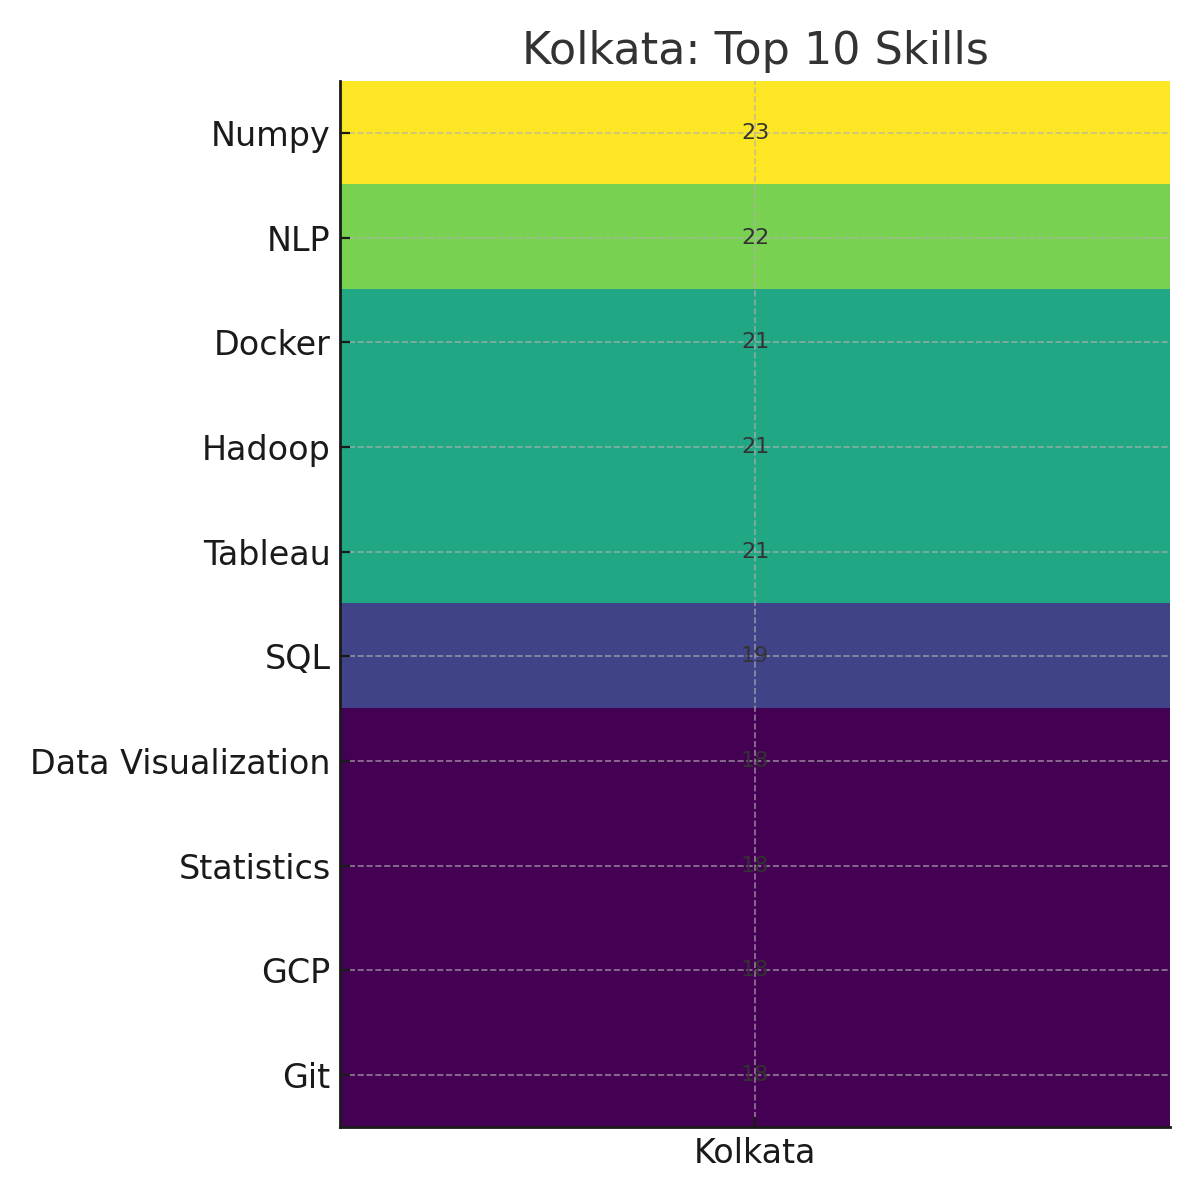 Kolkata: Top 10 Skills
Numpy 23
NLP 22
Docker 21
Hadoop 21
Tableau 21
SQL 19
Data Visualization 18
Statistics 18
GCP 18
Git 18
Kolkata